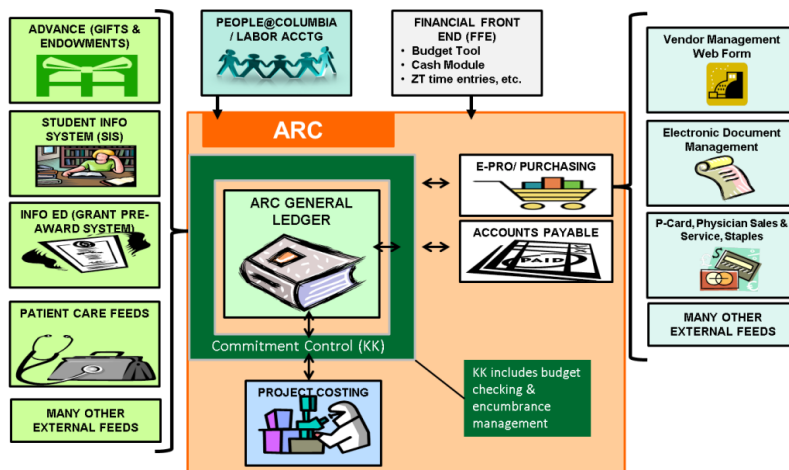 ADVANCE (GIFTS &
ENDOWMENTS)
STUDENT INFO
SYSTEM (SIS)
INFO ED (GRANT PRE-
AWARD SYSTEM)
PATIENT CARE FEEDS
MANY OTHER
EXTERNAL FEEDS
PEOPLE@COLUMBIA
/ LABOR ACCTG
FINANCIAL FRONT
END (FFE)
• Budget Tool
• Cash Module
• ZT time entries, etc.
ARC
ARC GENERAL
LEDGER
Commitment Control (KK)
PROJECT COSTING
E-PRO/ PURCHASING
ACCOUNTS PAYABLE
PAID
KK includes budget
checking &
encumbrance
management
Vendor Management
Web Form
Electronic Document
Management
P-Card, Physician Sales &
Service, Staples
$
MANY OTHER
EXTERNAL FEEDS